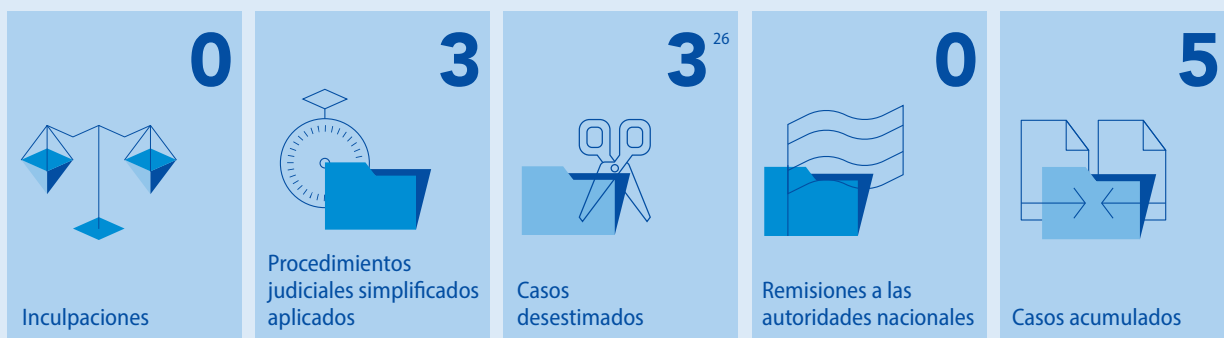 0
Inculpaciones
3
Procedimientos
judiciales simplificados
aplicados
3 26
Casos
desestimados
0
Remisiones a las
autoridades nacionales
5
Casos acumulados